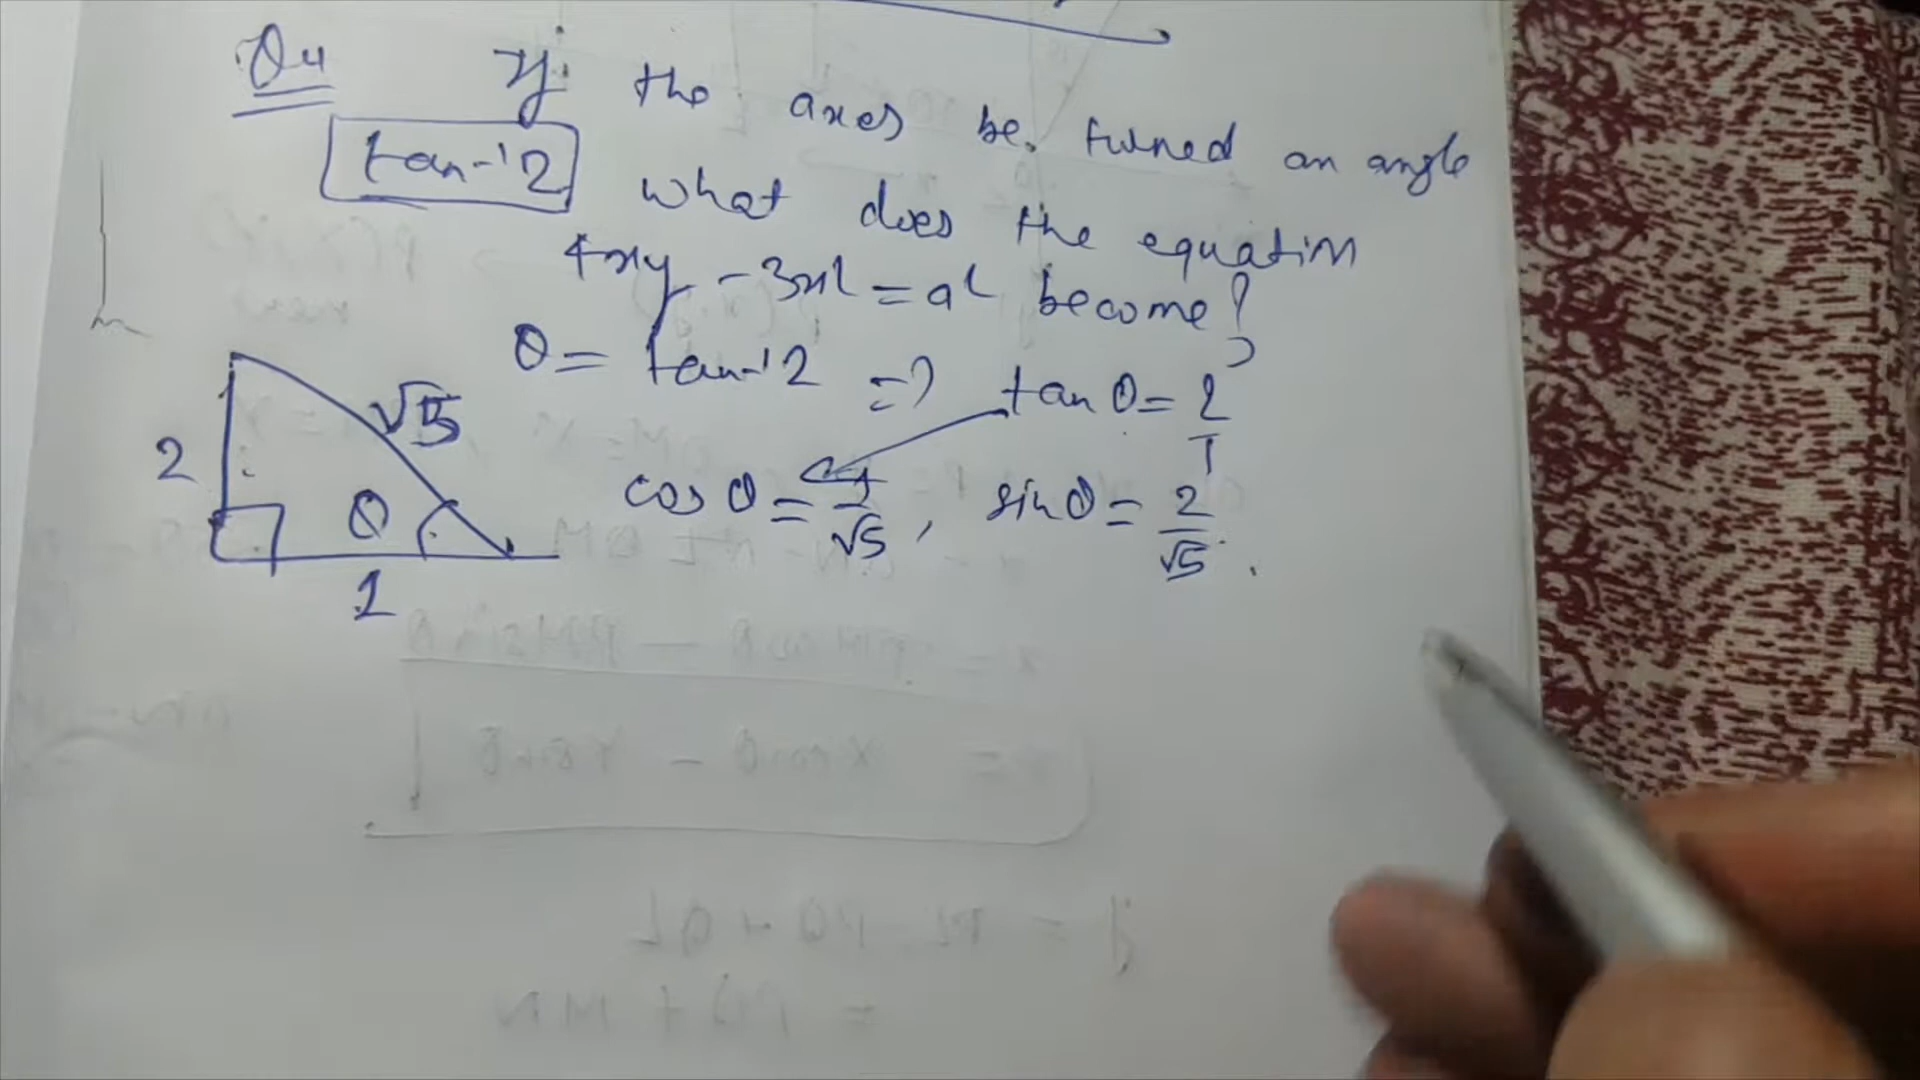 Q4 If the axes be turned an angle
tan-12 what does the equation
4xy - 3x2 = a2 become?
θ = tan-12 => tan θ = 2/1
2
√5
θ
1
cos θ = 1/√5 , sin θ = 2/√5 .